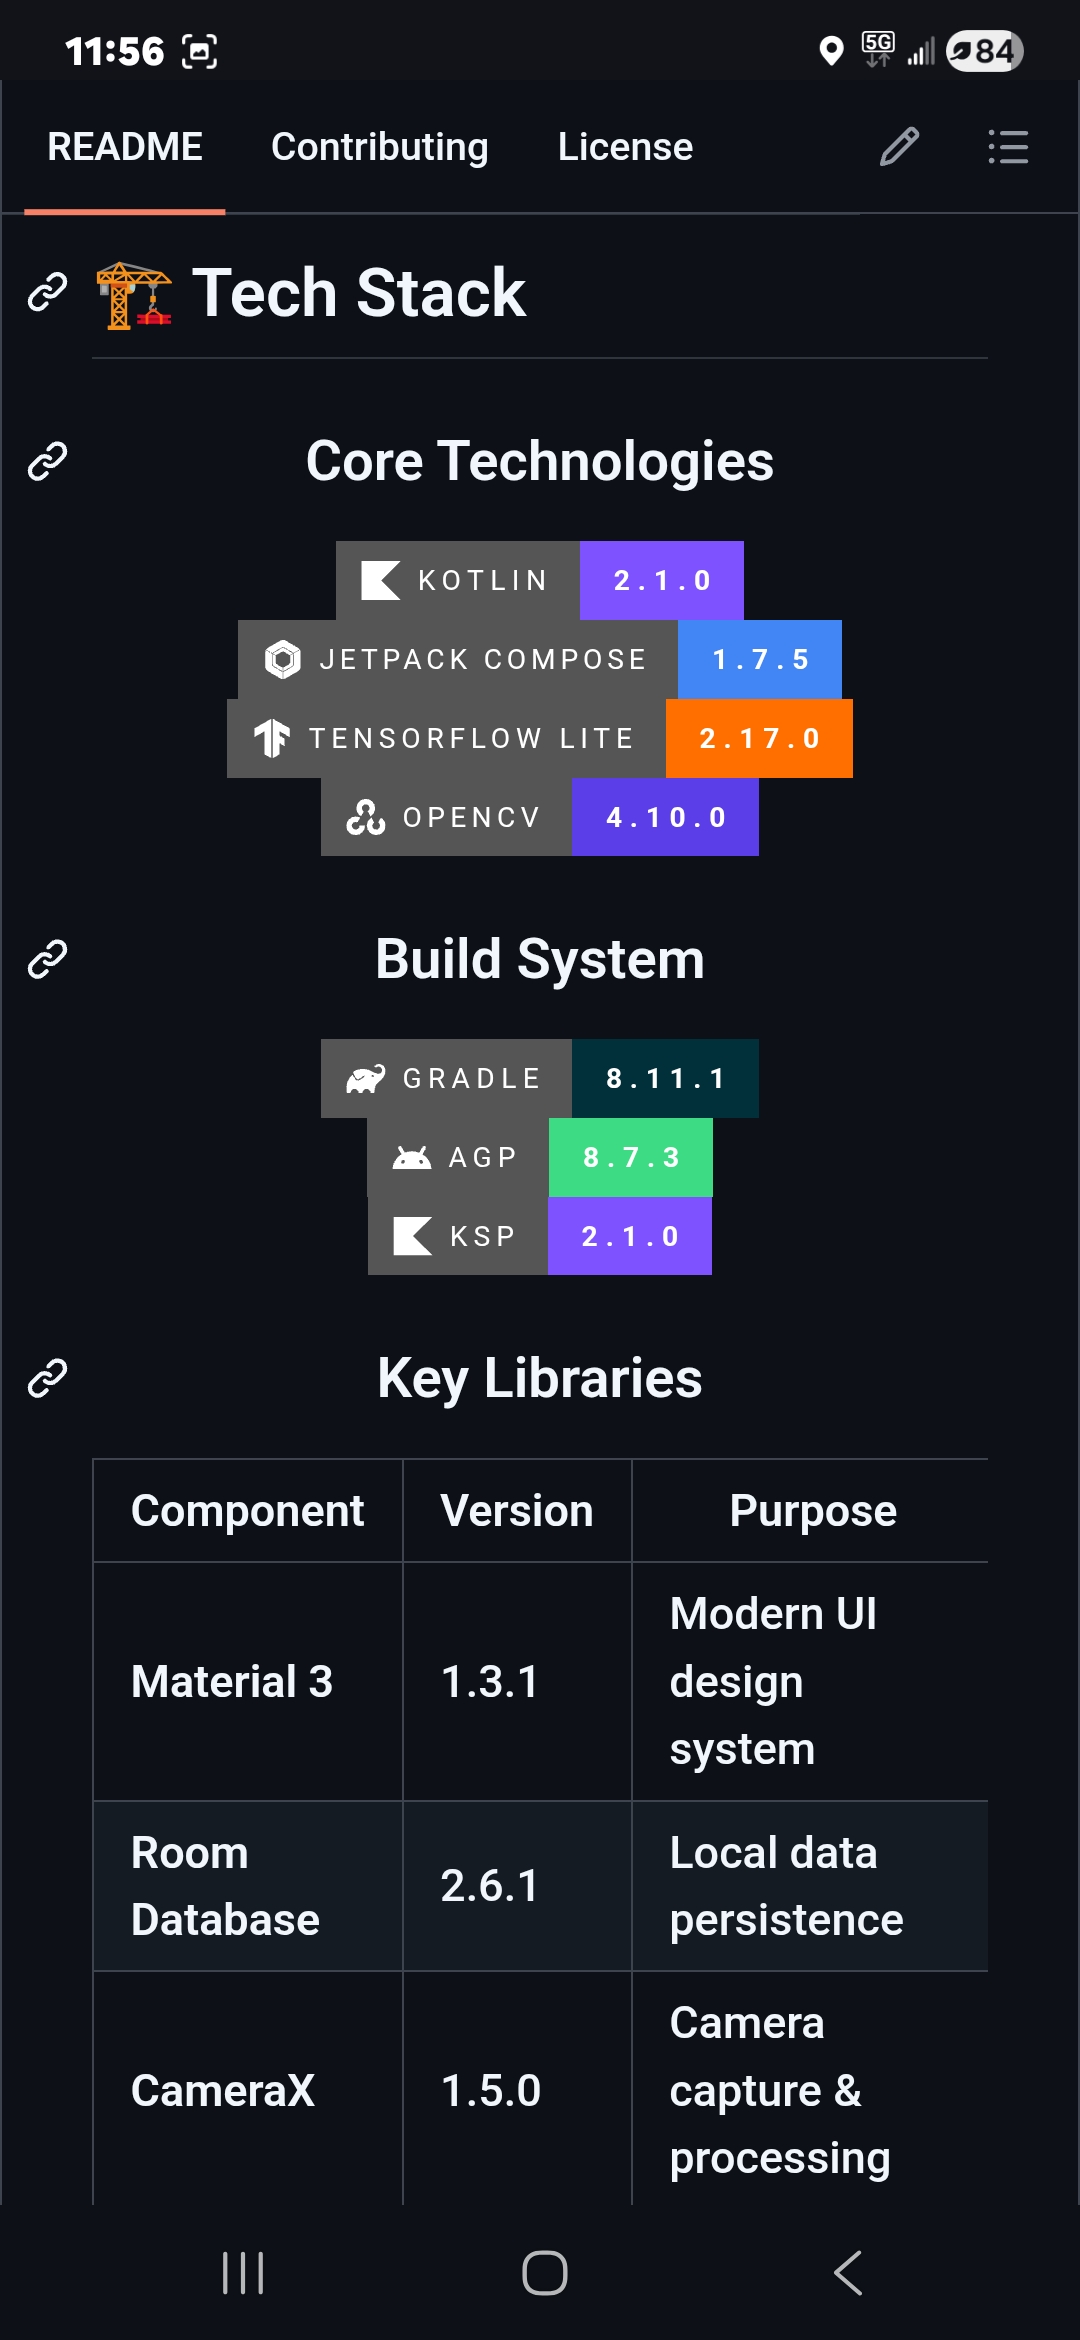 11:56
5G
84
README Contributing License
Tech Stack
Core Technologies
KOTLIN 2.1.0
JETPACK COMPOSE 1.7.5
TENSORFLOW LITE 2.17.0
OPENCV 4.10.0
Build System
GRADLE 8.11.1
AGP 8.7.3
KSP 2.1.0
Key Libraries
Component Version Purpose
Material 3 1.3.1 Modern UI
design
system
Room
Database 2.6.1 Local data
persistence
CameraX 1.5.0 Camera
capture &
processing